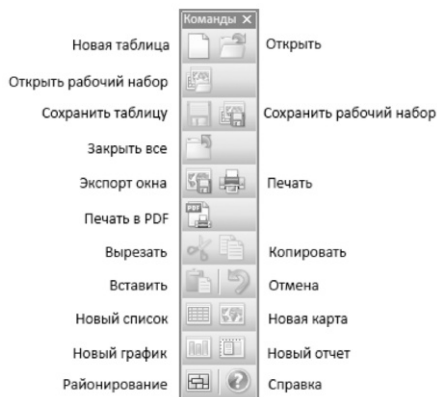 Команды ×
Новая таблица Открыть
Открыть рабочий набор
Сохранить таблицу Сохранить рабочий набор
Закрыть все
Экспорт окна Печать
Печать в PDF
PDF
Вырезать Копировать
Вставить Отмена
Новый список Новая карта
Новый график Новый отчет
Районирование Справка